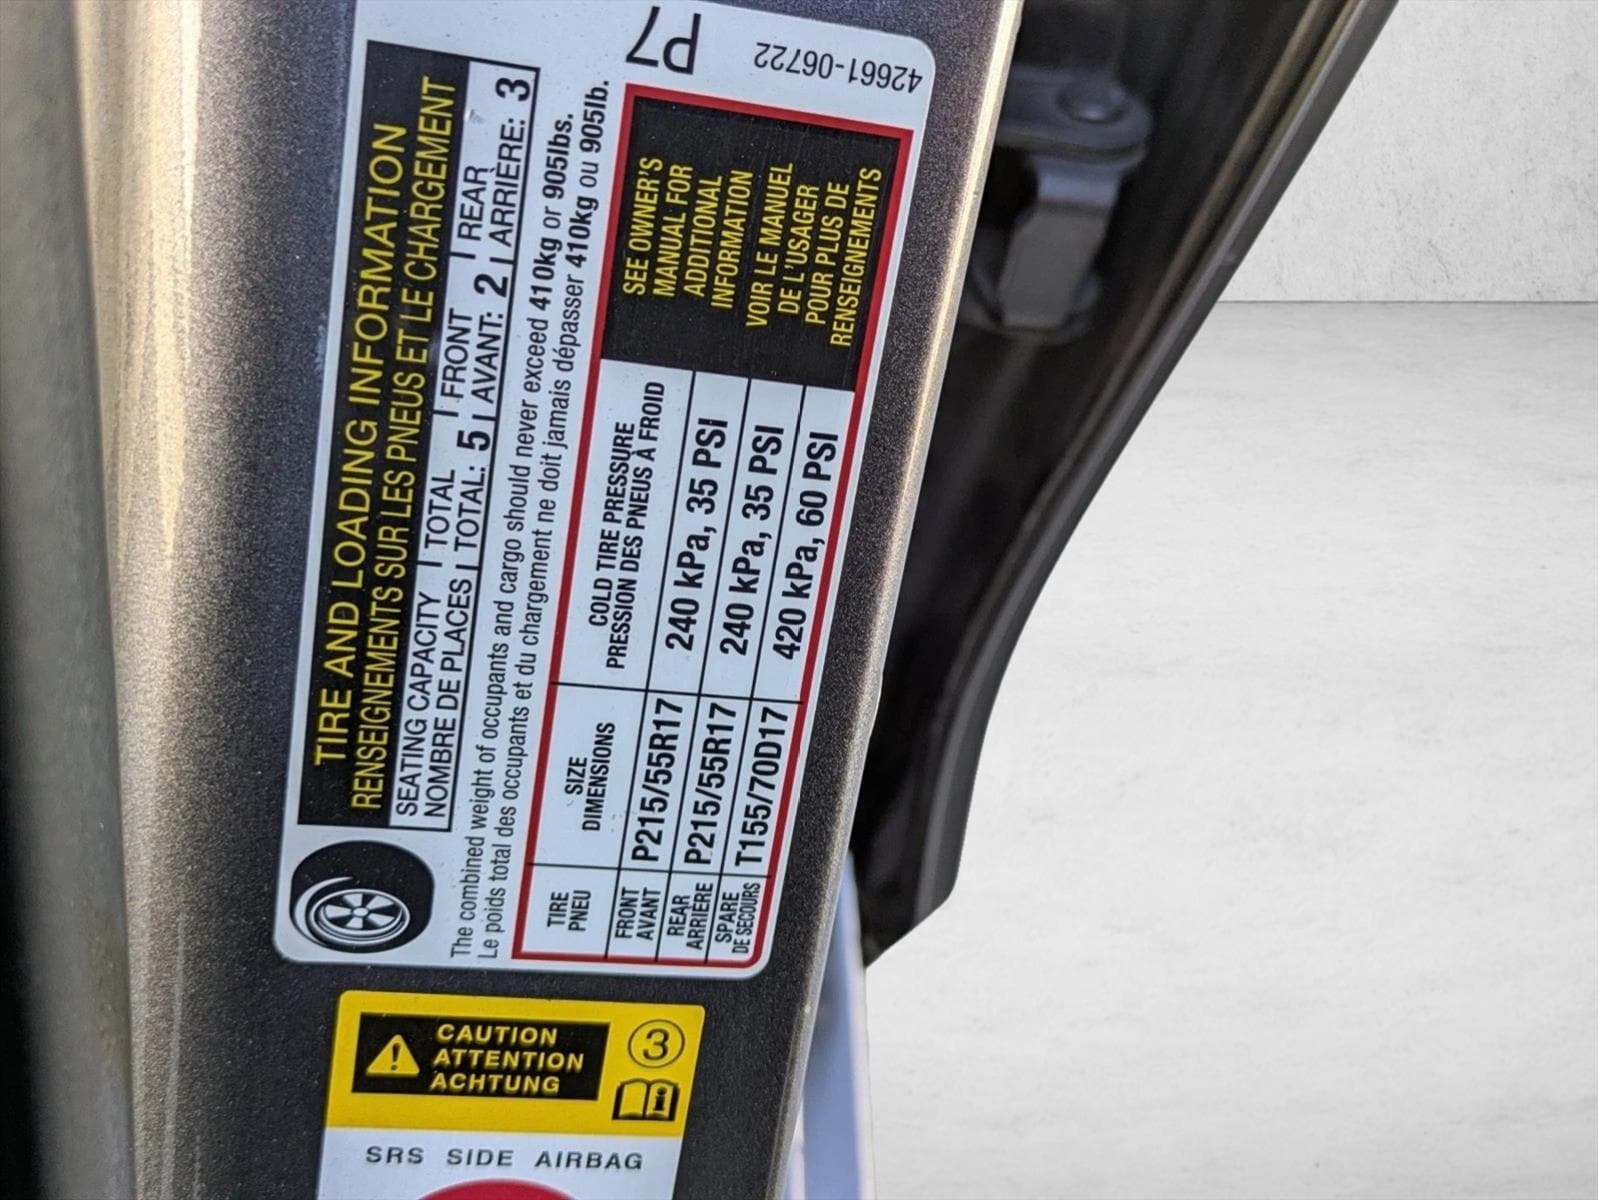 TIRE AND LOADING INFORMATION
RENSEIGNEMENTS SUR LES PNEUS ET LE CHARGEMENT
SEATING CAPACITY | TOTAL | FRONT | REAR
NOMBRE DE PLACES | TOTAL: 5 | AVANT: 2 | ARRIÈRE: 3
The combined weight of occupants and cargo should never exceed 410kg or 905lbs.
Le poids total des occupants et du chargement ne doit jamais dépasser 410kg ou 905lb.
TIRE
PNEU
SIZE
DIMENSIONS
COLD TIRE PRESSURE
PRESSION DES PNEUS À FROID
FRONT
AVANT
P215/55R17
240 kPa, 35 PSI
REAR
ARRIERE
P215/55R17
240 kPa, 35 PSI
SPARE
DE SECOURS
T155/70D17
420 kPa, 60 PSI
SEE OWNER'S
MANUAL FOR
ADDITIONAL
INFORMATION
VOIR LE MANUEL
DE L'USAGER
POUR PLUS DE
RENSEIGNEMENTS
P7
42661-06722
CAUTION
ATTENTION
ACHTUNG
3
SRS SIDE AIRBAG